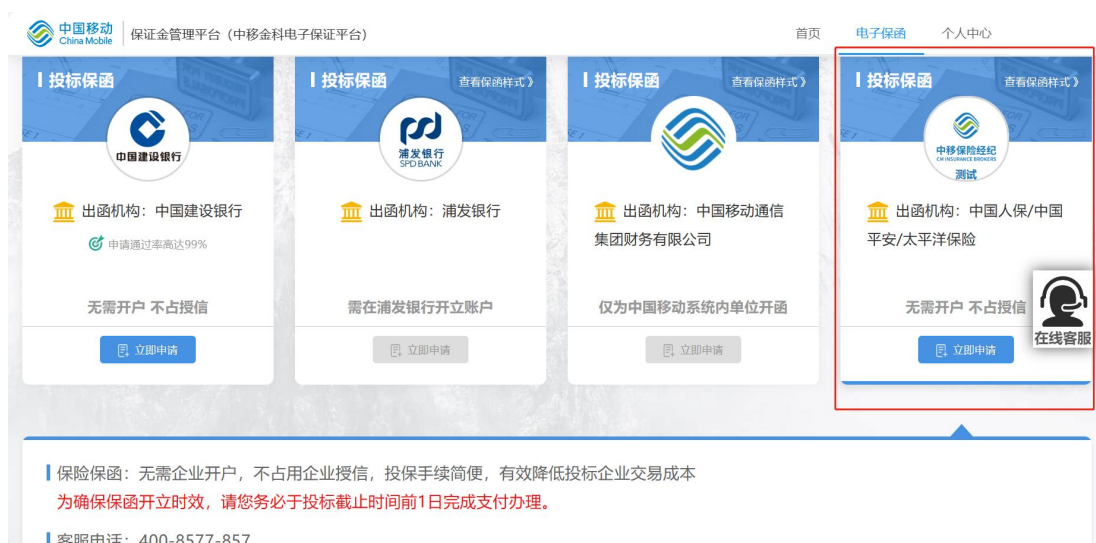 中国移动
China Mobile
保证金管理平台（中移金科电子保证平台）
首页
电子保函
个人中心
投标保函
中国建设银行
出函机构：中国建设银行
申请通过率高达99%
无需开户 不占授信
立即申请
投标保函
查看保函样式》
浦发银行
SPD BANK
出函机构：浦发银行
需在浦发银行开立账户
立即申请
投标保函
查看保函样式》
出函机构：中国移动通信
集团财务有限公司
仅为中国移动系统内单位开函
立即申请
投标保函
查看保函样式》
中移保险经纪
CM INSURANCE BROKERS
测试
出函机构：中国人保/中国
平安/太平洋保险
无需开户 不占授信
立即申请
在线客服
保险保函：无需企业开户，不占用企业授信，投保手续简便，有效降低投标企业交易成本
为确保保函开立时效，请您务必于投标截止时间前1日完成支付办理。
客服电话：400-8577-857